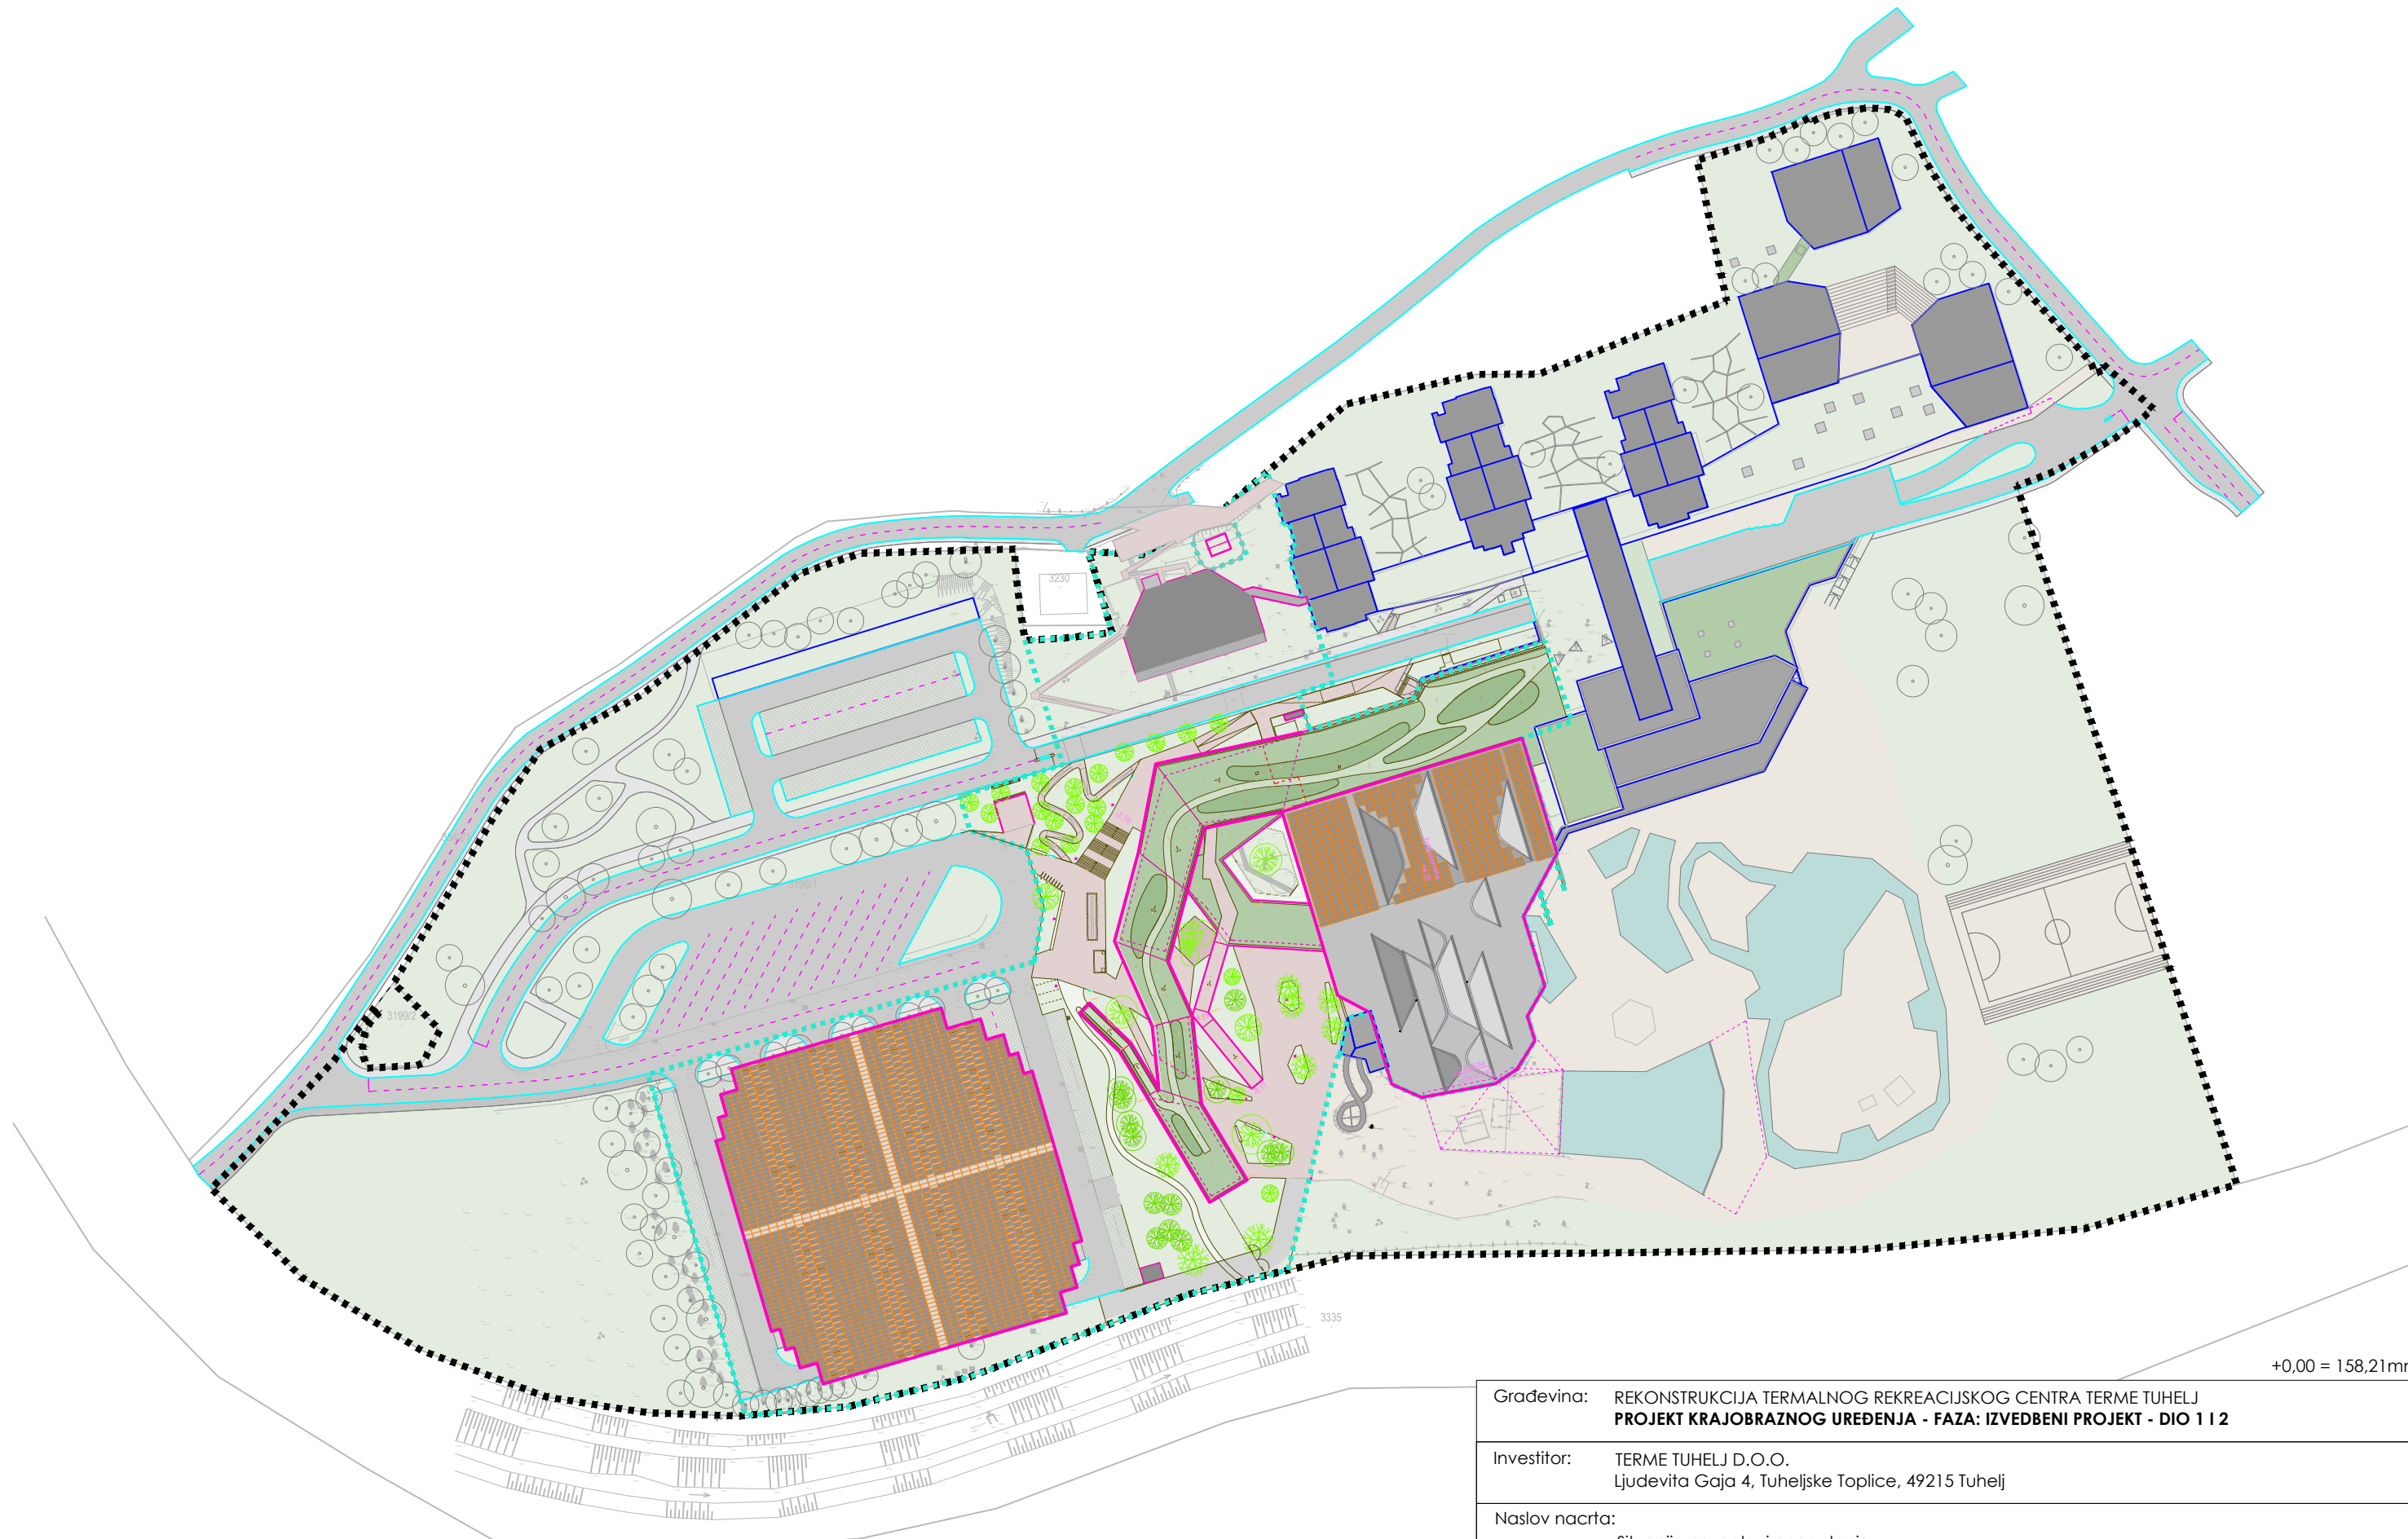 3230
3199/1
3199/2
3335
+0,00 = 158,21m
Građevina: REKONSTRUKCIJA TERMALNOG REKREACIJSKOG CENTRA TERME TUHELJ
PROJEKT KRAJOBRAZNOG UREĐENJA - FAZA: IZVEDBENI PROJEKT - DIO 1 I 2
Investitor: TERME TUHELJ D.O.O.
Ljudevita Gaja 4, Tuheljske Toplice, 49215 Tuhelj
Naslov nacrta: